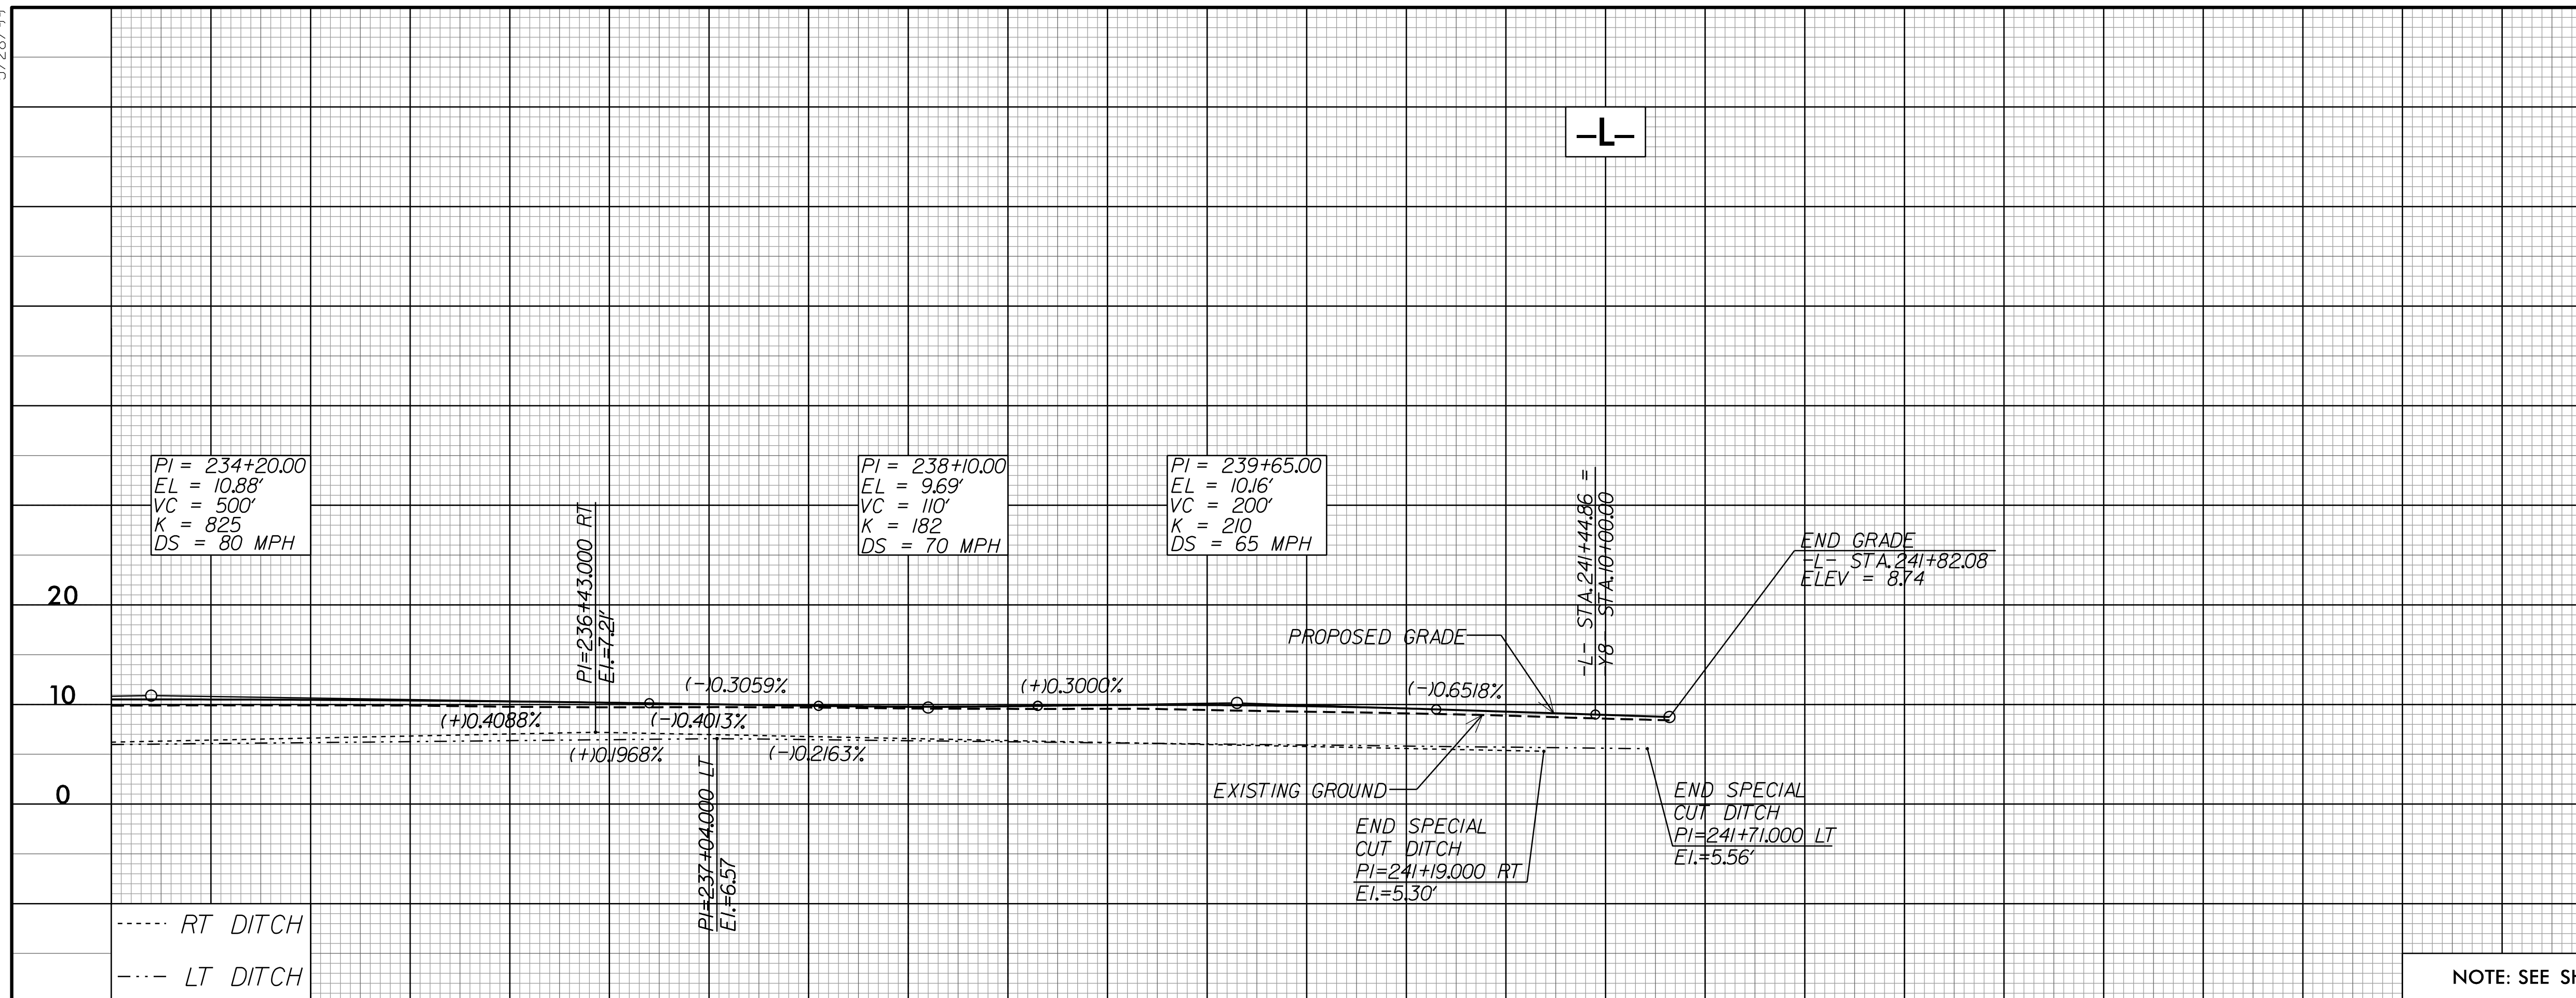 –L–
PI = 234+20.00
EL = 10.88'
VC = 500'
K = 825
DS = 80 MPH
PI = 238+10.00
EL = 9.69'
VC = 110'
K = 182
DS = 70 MPH
PI = 239+65.00
EL = 10.16'
VC = 200'
K = 210
DS = 65 MPH
PI=236+43.000 RT
El.=7.21'
-L- STA.241+44.86 =
Y8 STA.10+00.00
END GRADE
-L- STA.241+82.08
ELEV = 8.74
20
PROPOSED GRADE
10
(-)0.3059%
(+)0.3000%
(-)0.6518%
(+)0.4088%
(-)0.4013%
(+)0.1968%
(-)0.2163%
0
PI=237+04.000 LT
El.=6.57
EXISTING GROUND
END SPECIAL
CUT DITCH
PI=241+19.000 RT
El.=5.30'
END SPECIAL
CUT DITCH
PI=241+71.000 LT
El.=5.56'
RT DITCH
LT DITCH
NOTE: SEE